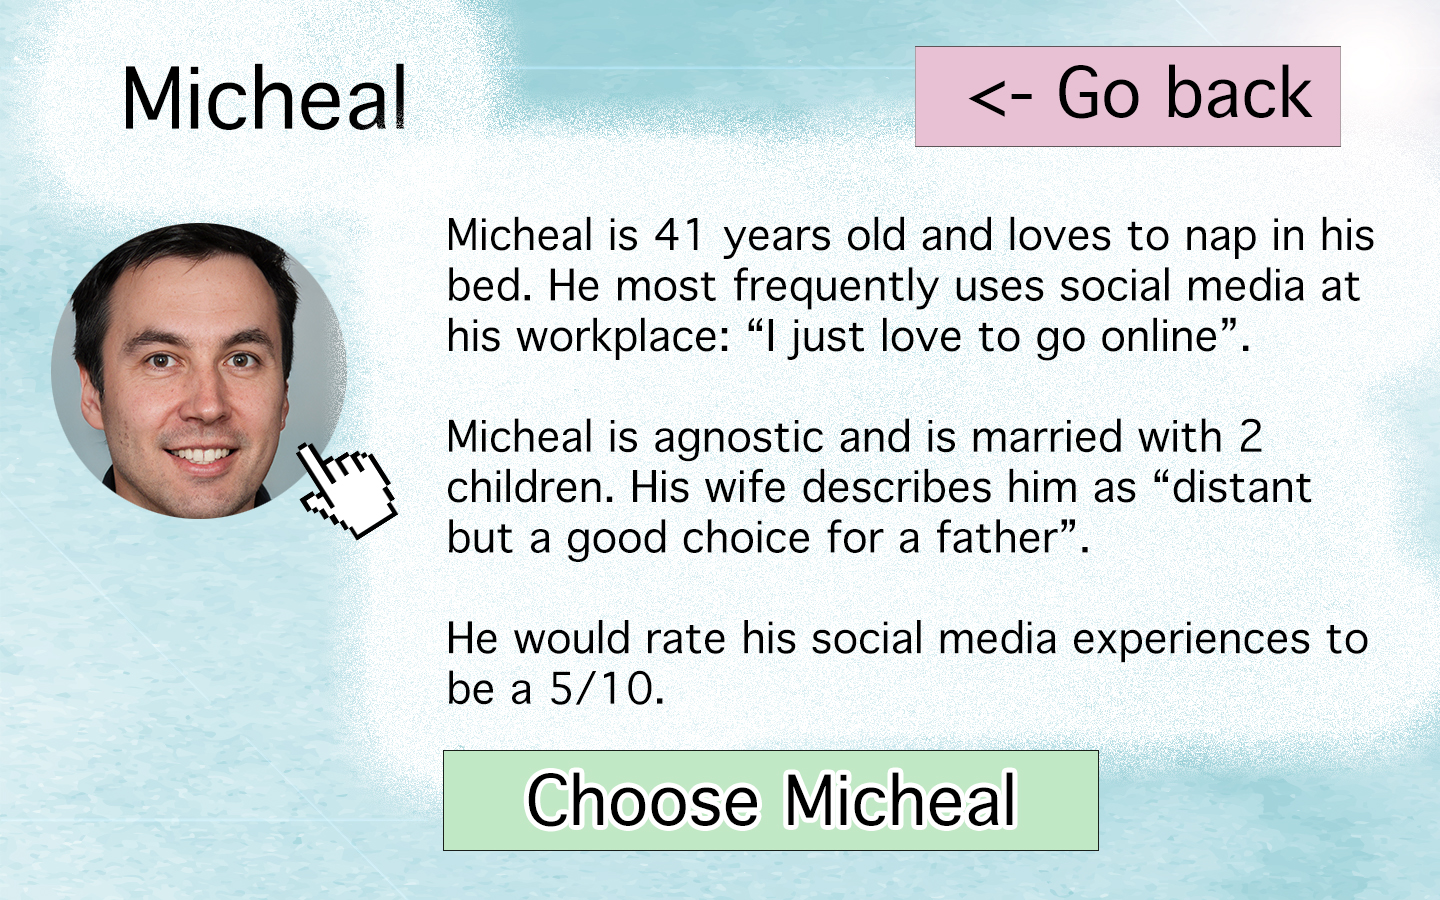 Micheal
<- Go back
Micheal is 41 years old and loves to nap in his
bed. He most frequently uses social media at
his workplace: “I just love to go online”.
Micheal is agnostic and is married with 2
children. His wife describes him as “distant
but a good choice for a father”.
He would rate his social media experiences to
be a 5/10.
Choose Micheal